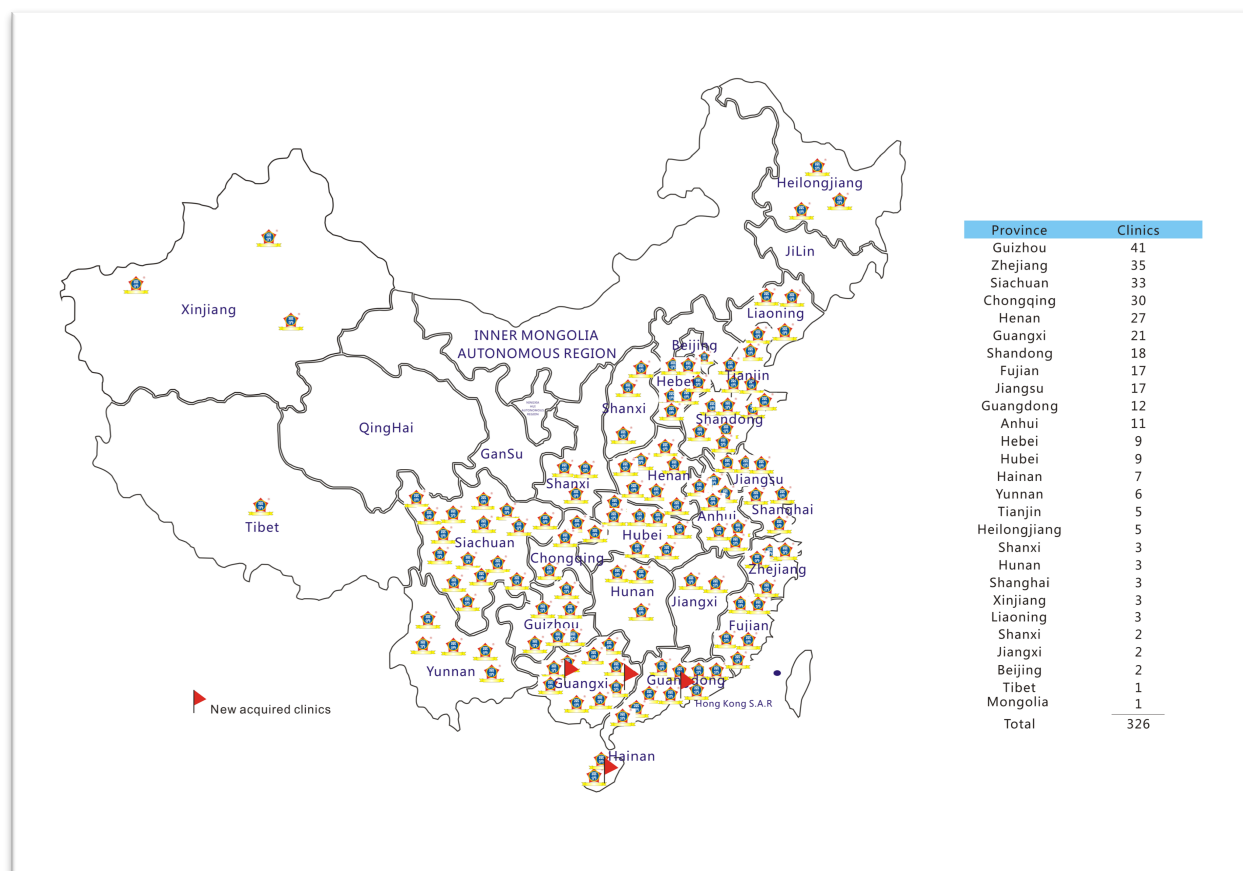 Heilongjiang
JiLin
Liaoning
Xinjiang
INNER MONGOLIA
AUTONOMOUS REGION
Beijing
Tianjin
Hebei
Shanxi
Shandong
QingHai
GanSu
Shanxi
Henan
Jiangsu
Tibet
Siachuan
Chongqing
Hubei
Anhui
Shanghai
Zhejiang
Hunan
Jiangxi
Guizhou
Fujian
Yunnan
Guangxi
Guangdong
Hong Kong S.A.R
Hainan
New acquired clinics
Province Clinics
Guizhou 41
Zhejiang 35
Siachuan 33
Chongqing 30
Henan 27
Guangxi 21
Shandong 18
Fujian 17
Jiangsu 17
Guangdong 12
Anhui 11
Hebei 9
Hubei 9
Hainan 7
Yunnan 6
Tianjin 5
Heilongjiang 5
Shanxi 3
Hunan 3
Shanghai 3
Xinjiang 3
Liaoning 3
Shanxi 2
Jiangxi 2
Beijing 2
Tibet 1
Mongolia 1
Total 326